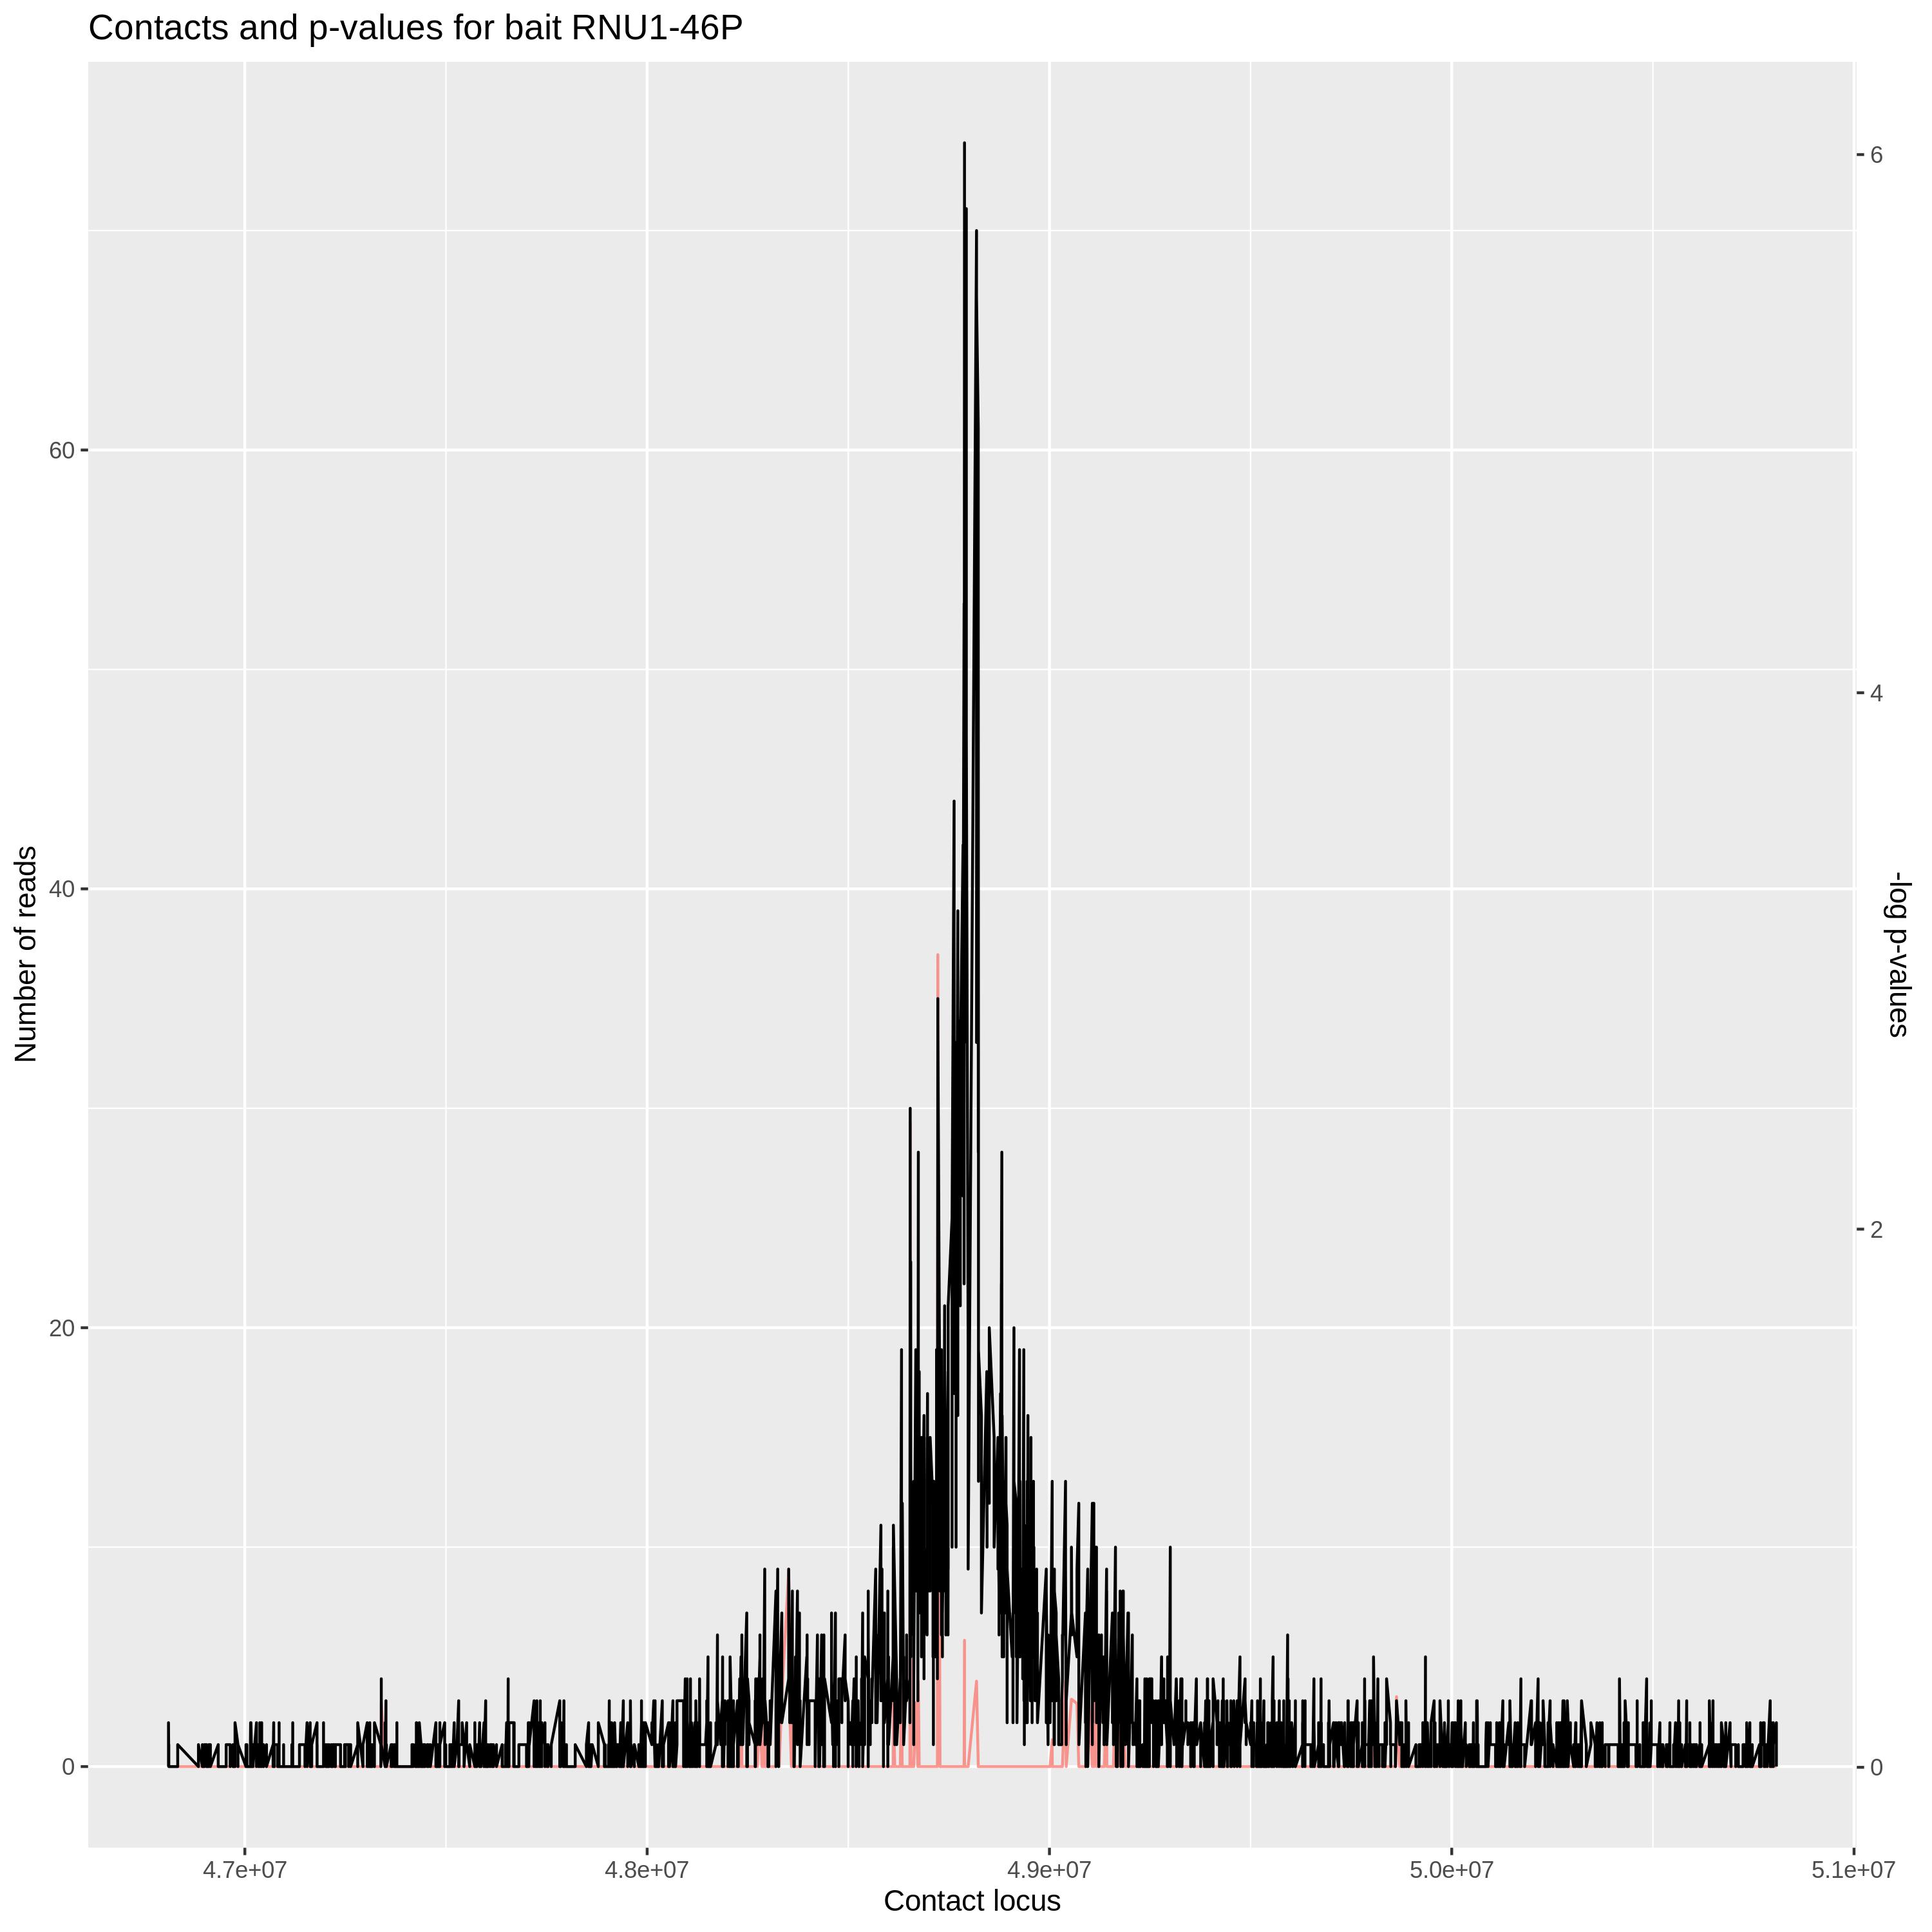 Contacts and p-values for bait RNU1-46P
Number of reads
60
40
20
0
6
4
2
0
-log p-values
4.7e+07
4.8e+07
4.9e+07
5.0e+07
5.1e+07
Contact locus